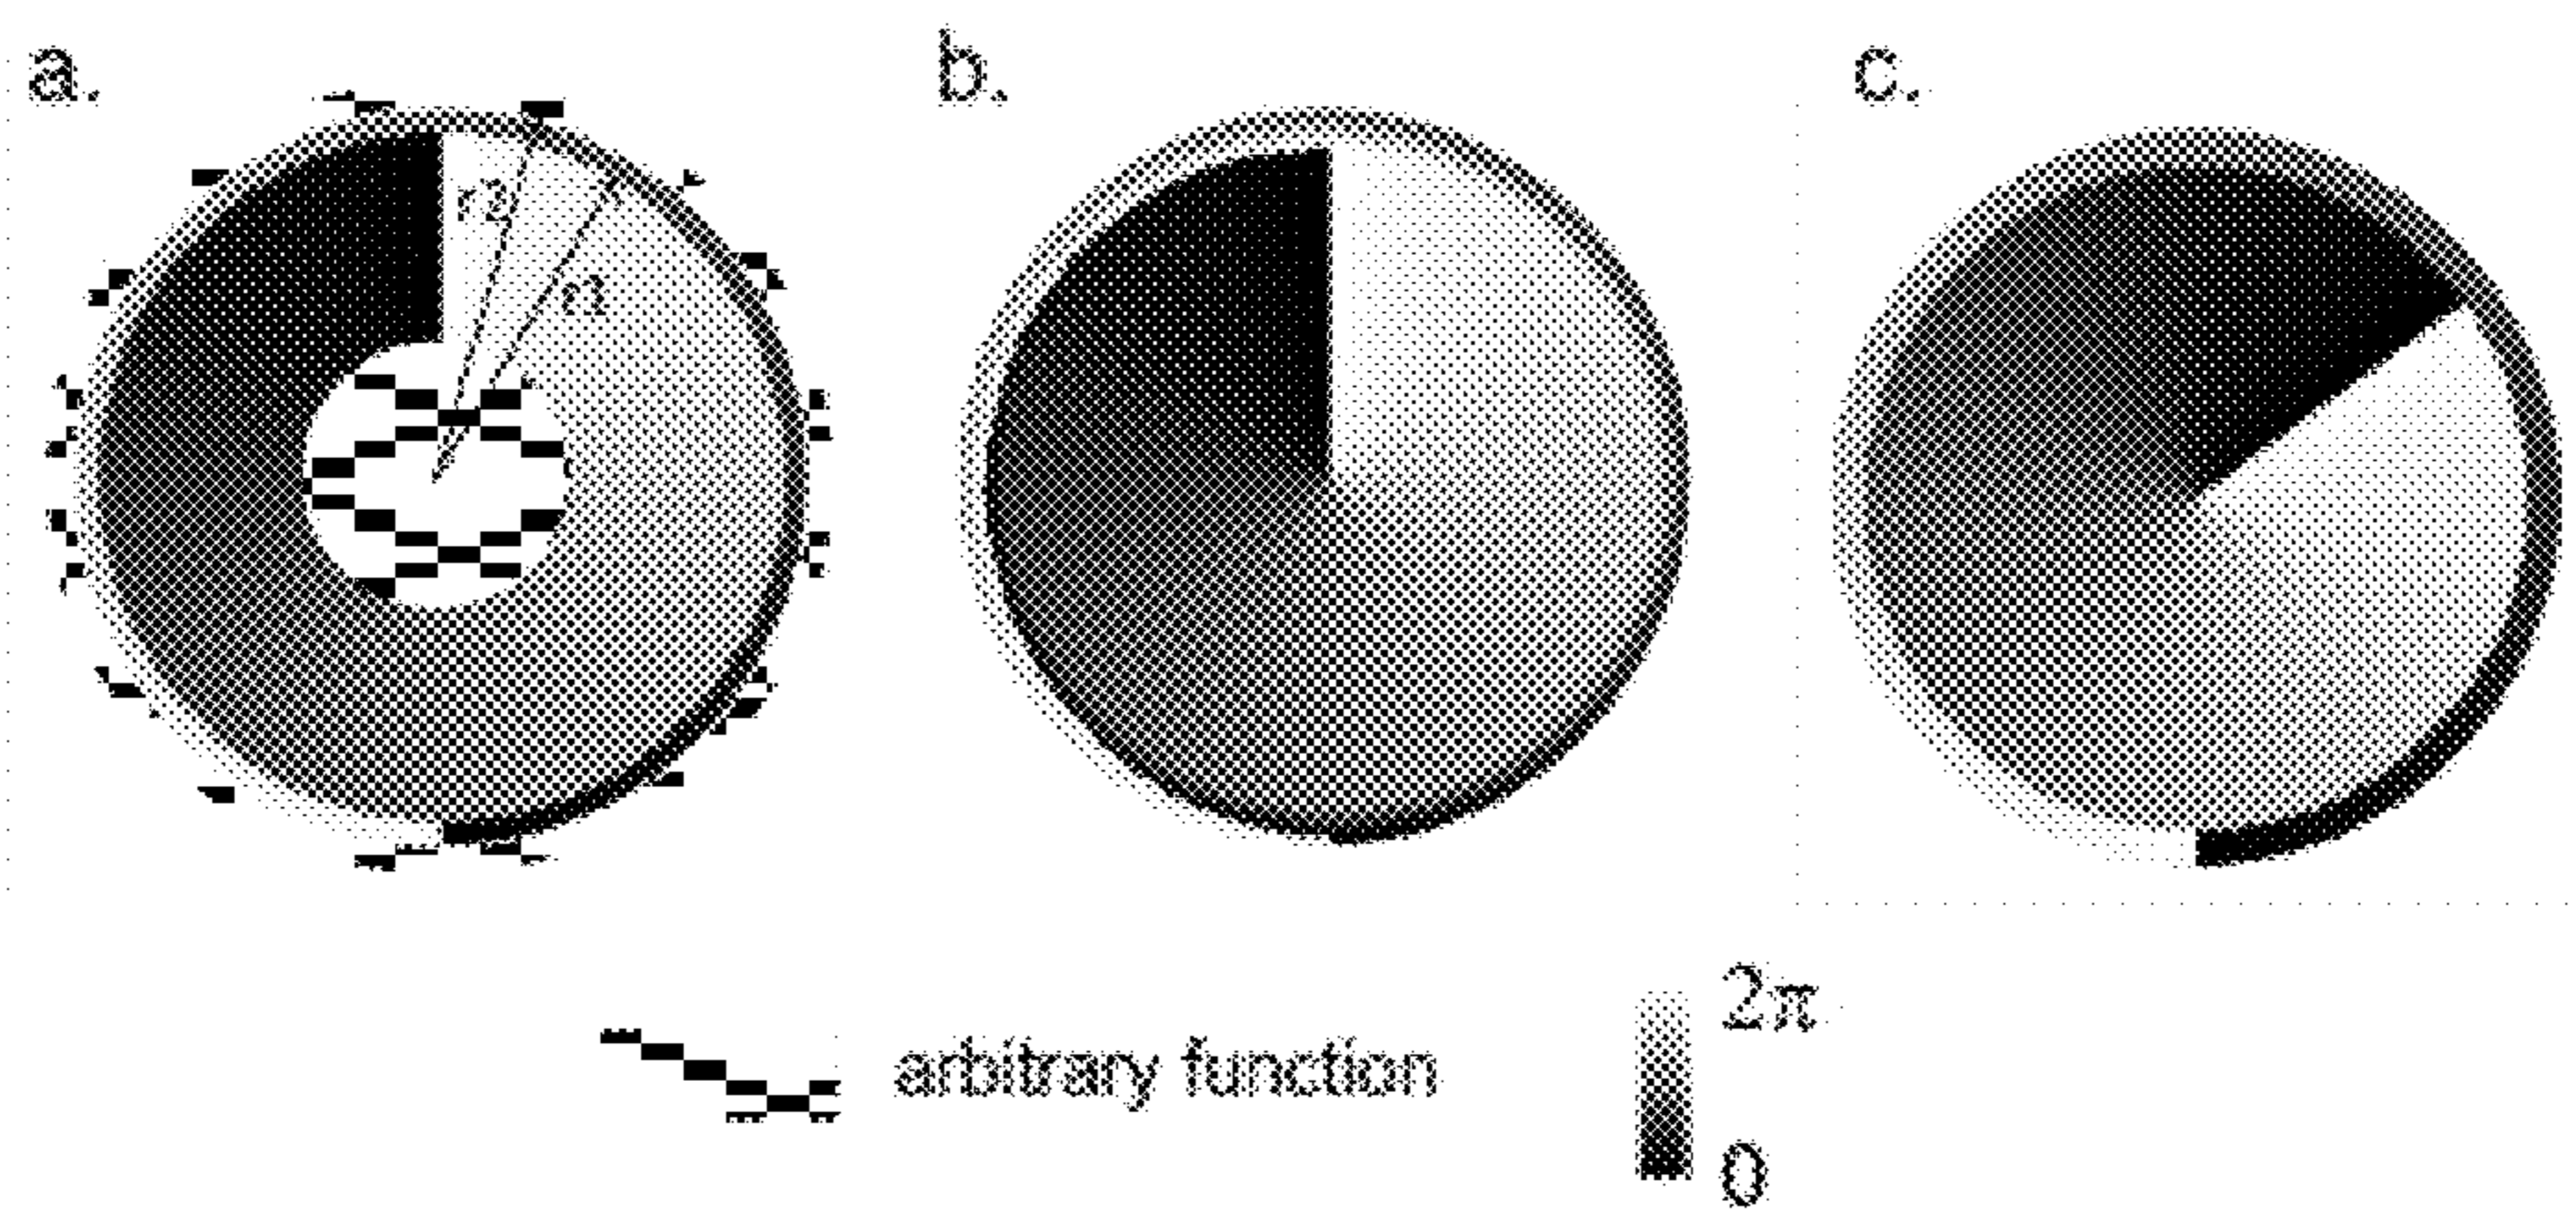 a.
b.
c.
r2
r1
arbitrary function
2π
0